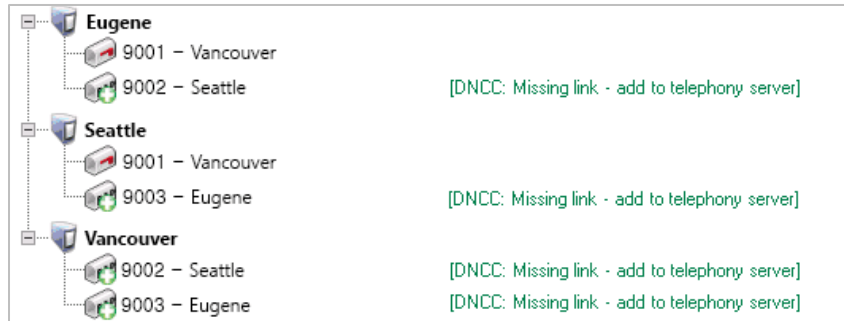 Eugene
9001 – Vancouver
9002 – Seattle [DNCC: Missing link - add to telephony server]
Seattle
9001 – Vancouver
9003 – Eugene [DNCC: Missing link - add to telephony server]
Vancouver
9002 – Seattle [DNCC: Missing link - add to telephony server]
9003 – Eugene [DNCC: Missing link - add to telephony server]